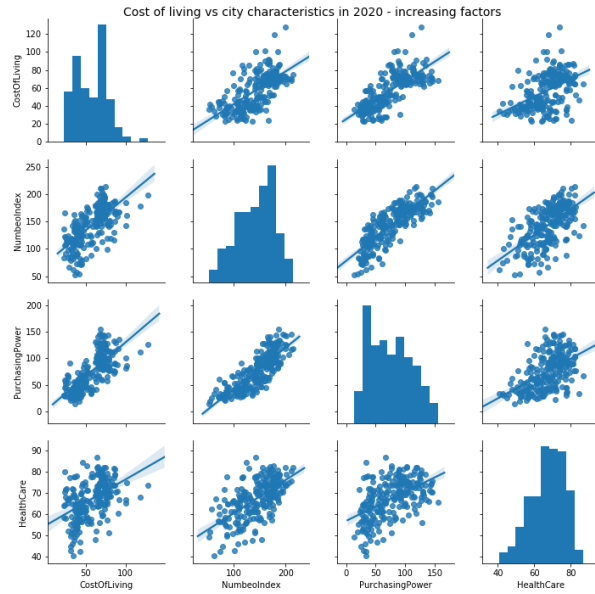 Cost of living vs city characteristics in 2020 - increasing factors
CostOfLiving
120
100
80
60
40
20
0
NumbeoIndex
250
200
150
100
50
PurchasingPower
200
150
100
50
0
HealthCare
90
80
70
60
50
40
50 100
CostOfLiving
100 200
NumbeoIndex
0 50 100 150
PurchasingPower
40 60 80
HealthCare